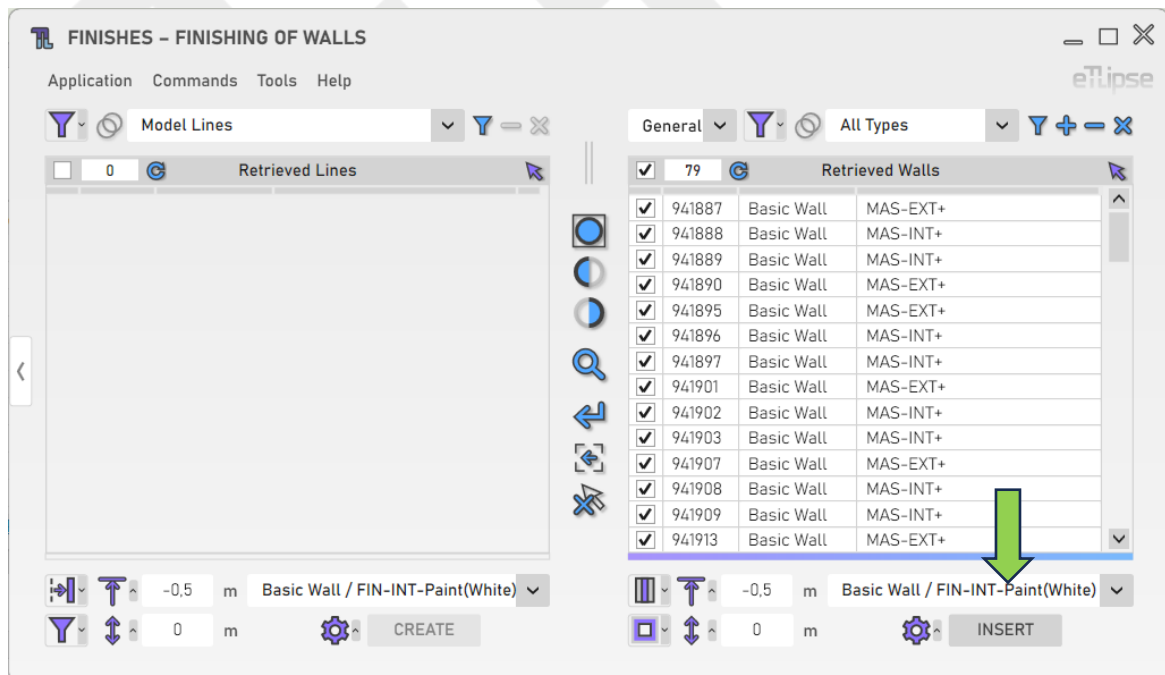 FINISHES – FINISHING OF WALLS
Application Commands Tools Help
eTLipse
Model Lines
General All Types
0 Retrieved Lines
79 Retrieved Walls
941887 Basic Wall MAS-EXT+
941888 Basic Wall MAS-INT+
941889 Basic Wall MAS-INT+
941890 Basic Wall MAS-EXT+
941895 Basic Wall MAS-EXT+
941896 Basic Wall MAS-INT+
941897 Basic Wall MAS-INT+
941901 Basic Wall MAS-EXT+
941902 Basic Wall MAS-INT+
941903 Basic Wall MAS-INT+
941907 Basic Wall MAS-EXT+
941908 Basic Wall MAS-INT+
941909 Basic Wall MAS-INT+
941913 Basic Wall MAS-EXT+
-0,5 m Basic Wall / FIN-INT-Paint(White)
0 m CREATE
-0,5 m Basic Wall / FIN-INT-Paint(White)
0 m INSERT